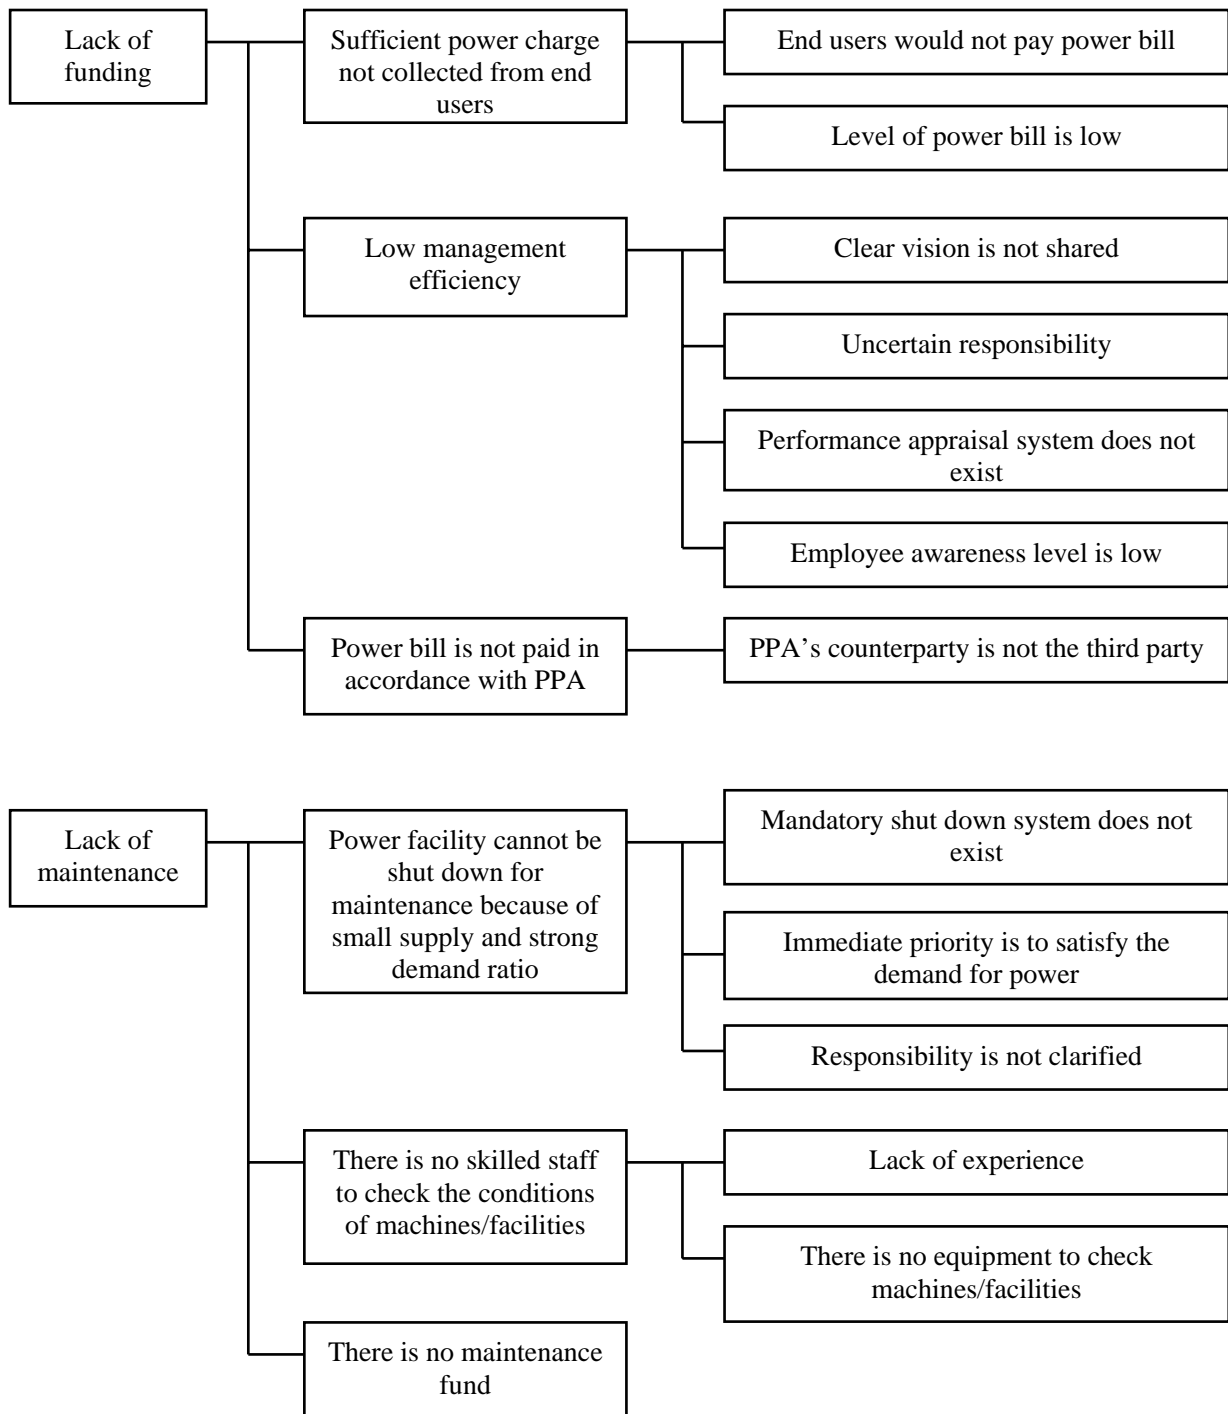 Lack of
funding
Sufficient power charge
not collected from end
users
End users would not pay power bill
Level of power bill is low
Low management
efficiency
Clear vision is not shared
Uncertain responsibility
Performance appraisal system does not
exist
Employee awareness level is low
Power bill is not paid in
accordance with PPA
PPA’s counterparty is not the third party
Lack of
maintenance
Power facility cannot be
shut down for
maintenance because of
small supply and strong
demand ratio
Mandatory shut down system does not
exist
Immediate priority is to satisfy the
demand for power
Responsibility is not clarified
There is no skilled staff
to check the conditions
of machines/facilities
Lack of experience
There is no equipment to check
machines/facilities
There is no maintenance
fund